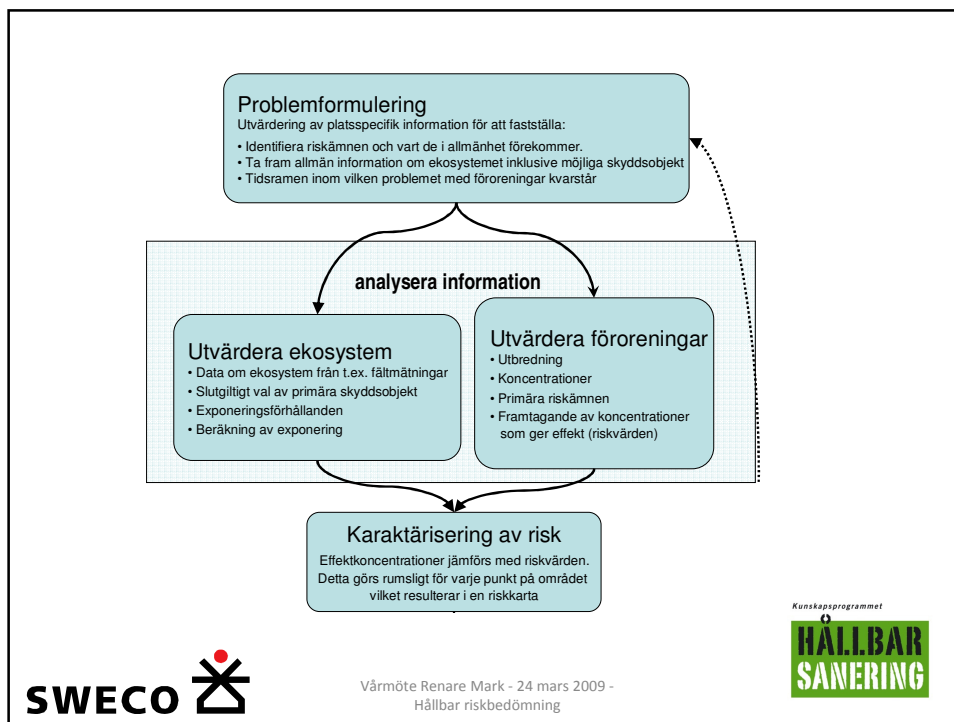 Problemformulering
Utvärdering av platsspecifik information för att fastställa:
• Identifiera riskämnen och vart de i allmänhet förekommer.
• Ta fram allmän information om ekosystemet inklusive möjliga skyddsobjekt
• Tidsramen inom vilken problemet med föroreningar kvarstår
analysera information
Utvärdera ekosystem
• Data om ekosystem från t.ex. fältmätningar
• Slutgiltigt val av primära skyddsobjekt
• Exponeringsförhållanden
• Beräkning av exponering
Utvärdera föroreningar
• Utbredning
• Koncentrationer
• Primära riskämnen
• Framtagande av koncentrationer
som ger effekt (riskvärden)
Karaktärisering av risk
Effektkoncentrationer jämförs med riskvärden.
Detta görs rumsligt för varje punkt på området
vilket resulterar i en riskkarta
SWECO
Vårmöte Renare Mark - 24 mars 2009 -
Hållbar riskbedömning
Kunskapsprogrammet
HÅLLBAR
SANERING